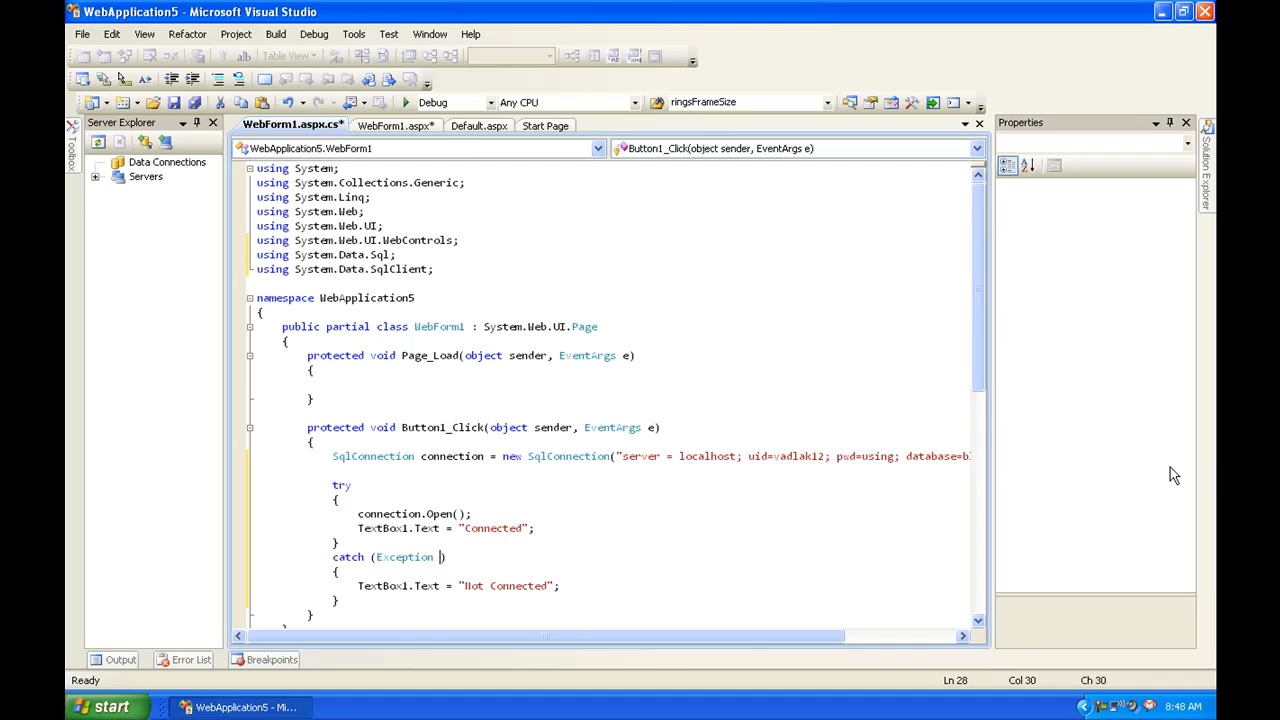 WebApplication5 - Microsoft Visual Studio
File Edit View Refactor Project Build Debug Tools Test Window Help
Table View
Debug Any CPU ringsFrameSize
Server Explorer WebForm1.aspx.cs* WebForm1.aspx* Default.aspx Start Page Properties
WebApplication5.WebForm1 Button1_Click(object sender, EventArgs e)
Toolbox
Data Connections
Servers
Solution Explorer
using System;
using System.Collections.Generic;
using System.Linq;
using System.Web;
using System.Web.UI;
using System.Web.UI.WebControls;
using System.Data.Sql;
using System.Data.SqlClient;
namespace WebApplication5
{
public partial class WebForm1 : System.Web.UI.Page
{
protected void Page_Load(object sender, EventArgs e)
{
}
protected void Button1_Click(object sender, EventArgs e)
{
SqlConnection connection = new SqlConnection("server = localhost; uid=vadlak12; pwd=using; database=bl
try
{
connection.Open();
TextBox1.Text = "Connected";
}
catch (Exception )
{
TextBox1.Text = "Not Connected";
}
}
Output Error List Breakpoints
Ready Ln 28 Col 30 Ch 30
start WebApplication5 - Mi... 8:48 AM